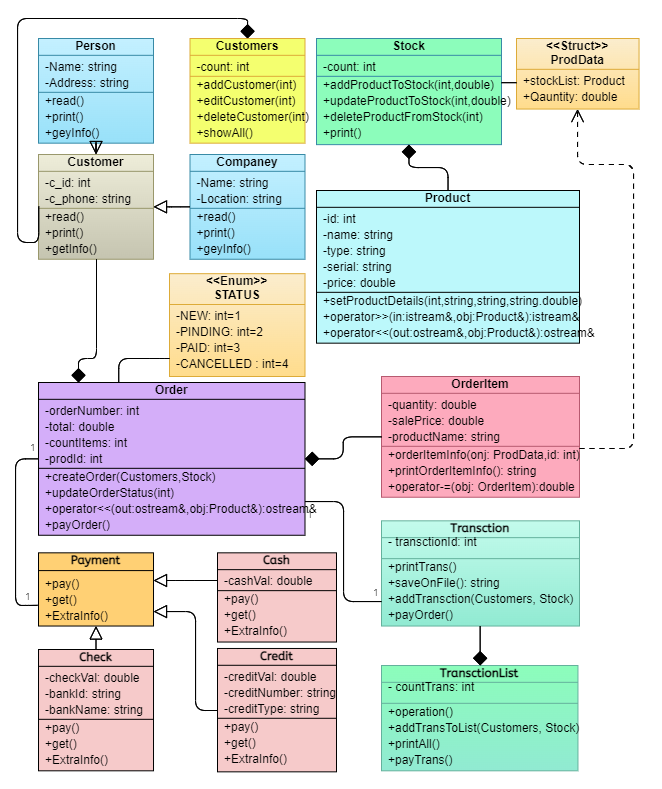 Person
-Name: string
-Address: string
+read()
+print()
+geyInfo()
Customers
-count: int
+addCustomer(int)
+editCustomer(int)
+deleteCustomer(int)
+showAll()
Stock
-count: int
+addProductToStock(int,double)
+updateProductToStock(int,double)
+deleteProductFromStock(int)
+print()
<<Struct>>
ProdData
+stockList: Product
+Qauntity: double
Customer
-c_id: int
-c_phone: string
+read()
+print()
+getInfo()
Companey
-Name: string
-Location: string
+read()
+print()
+geyInfo()
Product
-id: int
-name: string
-type: string
-serial: string
-price: double
+setProductDetails(int,string,string,string.double)
+operator>>(in:istream&,obj:Product&):istream&
+operator<<(out:ostream&,obj:Product&):ostream&
<<Enum>>
STATUS
-NEW: int=1
-PINDING: int=2
-PAID: int=3
-CANCELLED : int=4
Order
-orderNumber: int
-total: double
-countItems: int
-prodId: int
+createOrder(Customers,Stock)
+updateOrderStatus(int)
+operator<<(out:ostream&,obj:Product&):ostream&
+payOrder()
1
1
OrderItem
-quantity: double
-salePrice: double
-productName: string
+orderItemInfo(onj: ProdData,id: int)
+printOrderItemInfo(): string
+operator-=(obj: OrderItem):double
Transction
- transctionId: int
+printTrans()
+saveOnFile(): string
+addTransction(Customers, Stock)
+payOrder()
1
Payment
+pay()
+get()
+ExtraInfo()
1
Cash
-cashVal: double
+pay()
+get()
+ExtraInfo()
Check
-checkVal: double
-bankId: string
-bankName: string
+pay()
+get()
+ExtraInfo()
Credit
-creditVal: double
-creditNumber: string
-creditType: string
+pay()
+get()
+ExtraInfo()
TransctionList
- countTrans: int
+operation()
+addTransToList(Customers, Stock)
+printAll()
+payTrans()